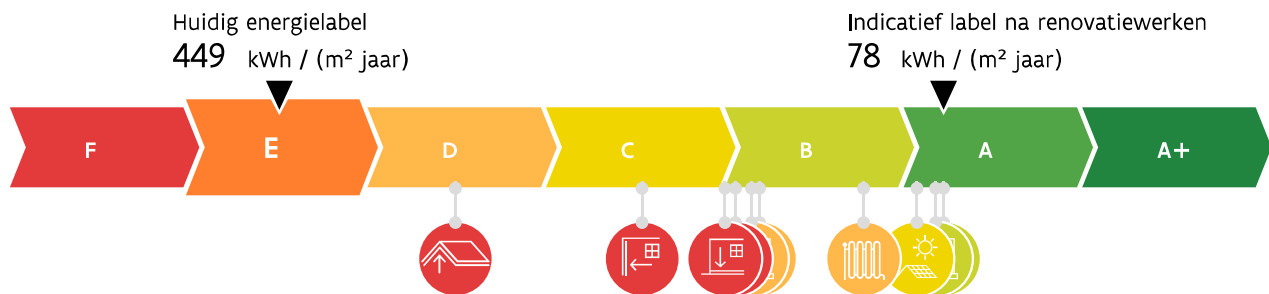 Huidig energielabel
449 kWh / (m² jaar)
Indicatief label na renovatiewerken
78 kWh / (m² jaar)
F E D C B A A+